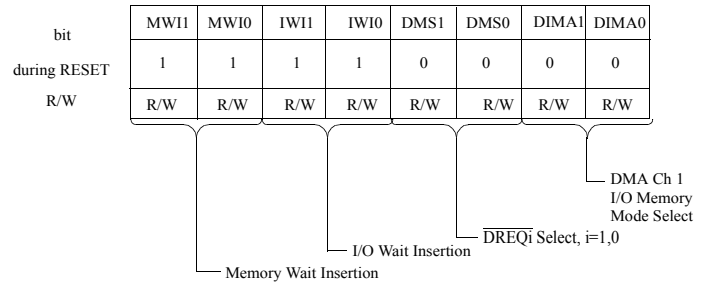 bit MWI1 MWI0 IWI1 IWI0 DMS1 DMS0 DIMA1 DIMA0
during RESET 1 1 1 1 0 0 0 0
R/W R/W R/W R/W R/W R/W R/W R/W R/W
DMA Ch 1
I/O Memory
Mode Select
DREQi Select, i=1,0
I/O Wait Insertion
Memory Wait Insertion